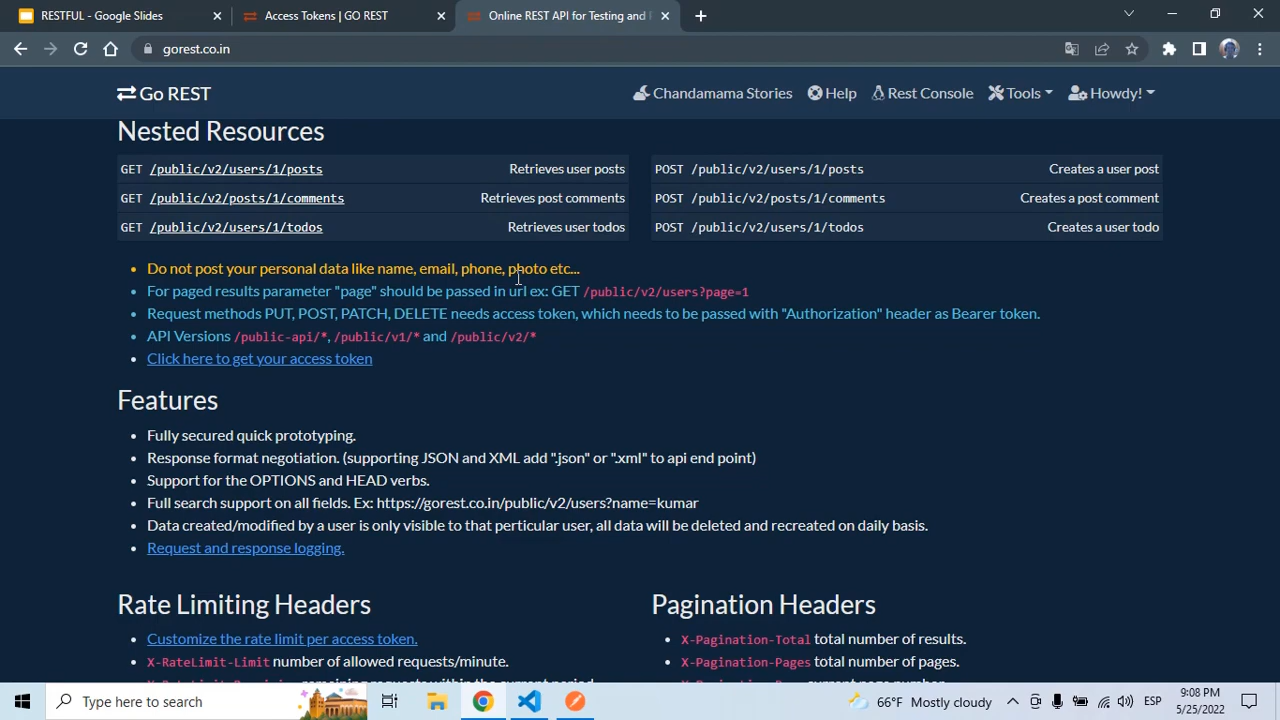 RESTFUL - Google Slides
Access Tokens | GO REST
Online REST API for Testing and
gorest.co.in
Go REST
Chandamama Stories
Help
Rest Console
Tools
Howdy!
Nested Resources
GET /public/v2/users/1/posts Retrieves user posts
GET /public/v2/posts/1/comments Retrieves post comments
GET /public/v2/users/1/todos Retrieves user todos
POST /public/v2/users/1/posts Creates a user post
POST /public/v2/posts/1/comments Creates a post comment
POST /public/v2/users/1/todos Creates a user todo
• Do not post your personal data like name, email, phone, photo etc...
• For paged results parameter "page" should be passed in url ex: GET /public/v2/users?page=1
• Request methods PUT, POST, PATCH, DELETE needs access token, which needs to be passed with "Authorization" header as Bearer token.
• API Versions /public-api/*, /public/v1/* and /public/v2/*
• Click here to get your access token
Features
• Fully secured quick prototyping.
• Response format negotiation. (supporting JSON and XML add ".json" or ".xml" to api end point)
• Support for the OPTIONS and HEAD verbs.
• Full search support on all fields. Ex: https://gorest.co.in/public/v2/users?name=kumar
• Data created/modified by a user is only visible to that perticular user, all data will be deleted and recreated on daily basis.
• Request and response logging.
Rate Limiting Headers
• Customize the rate limit per access token.
• X-RateLimit-Limit number of allowed requests/minute.
Pagination Headers
• X-Pagination-Total total number of results.
• X-Pagination-Pages total number of pages.
Type here to search
66°F Mostly cloudy
ESP
9:08 PM
5/25/2022